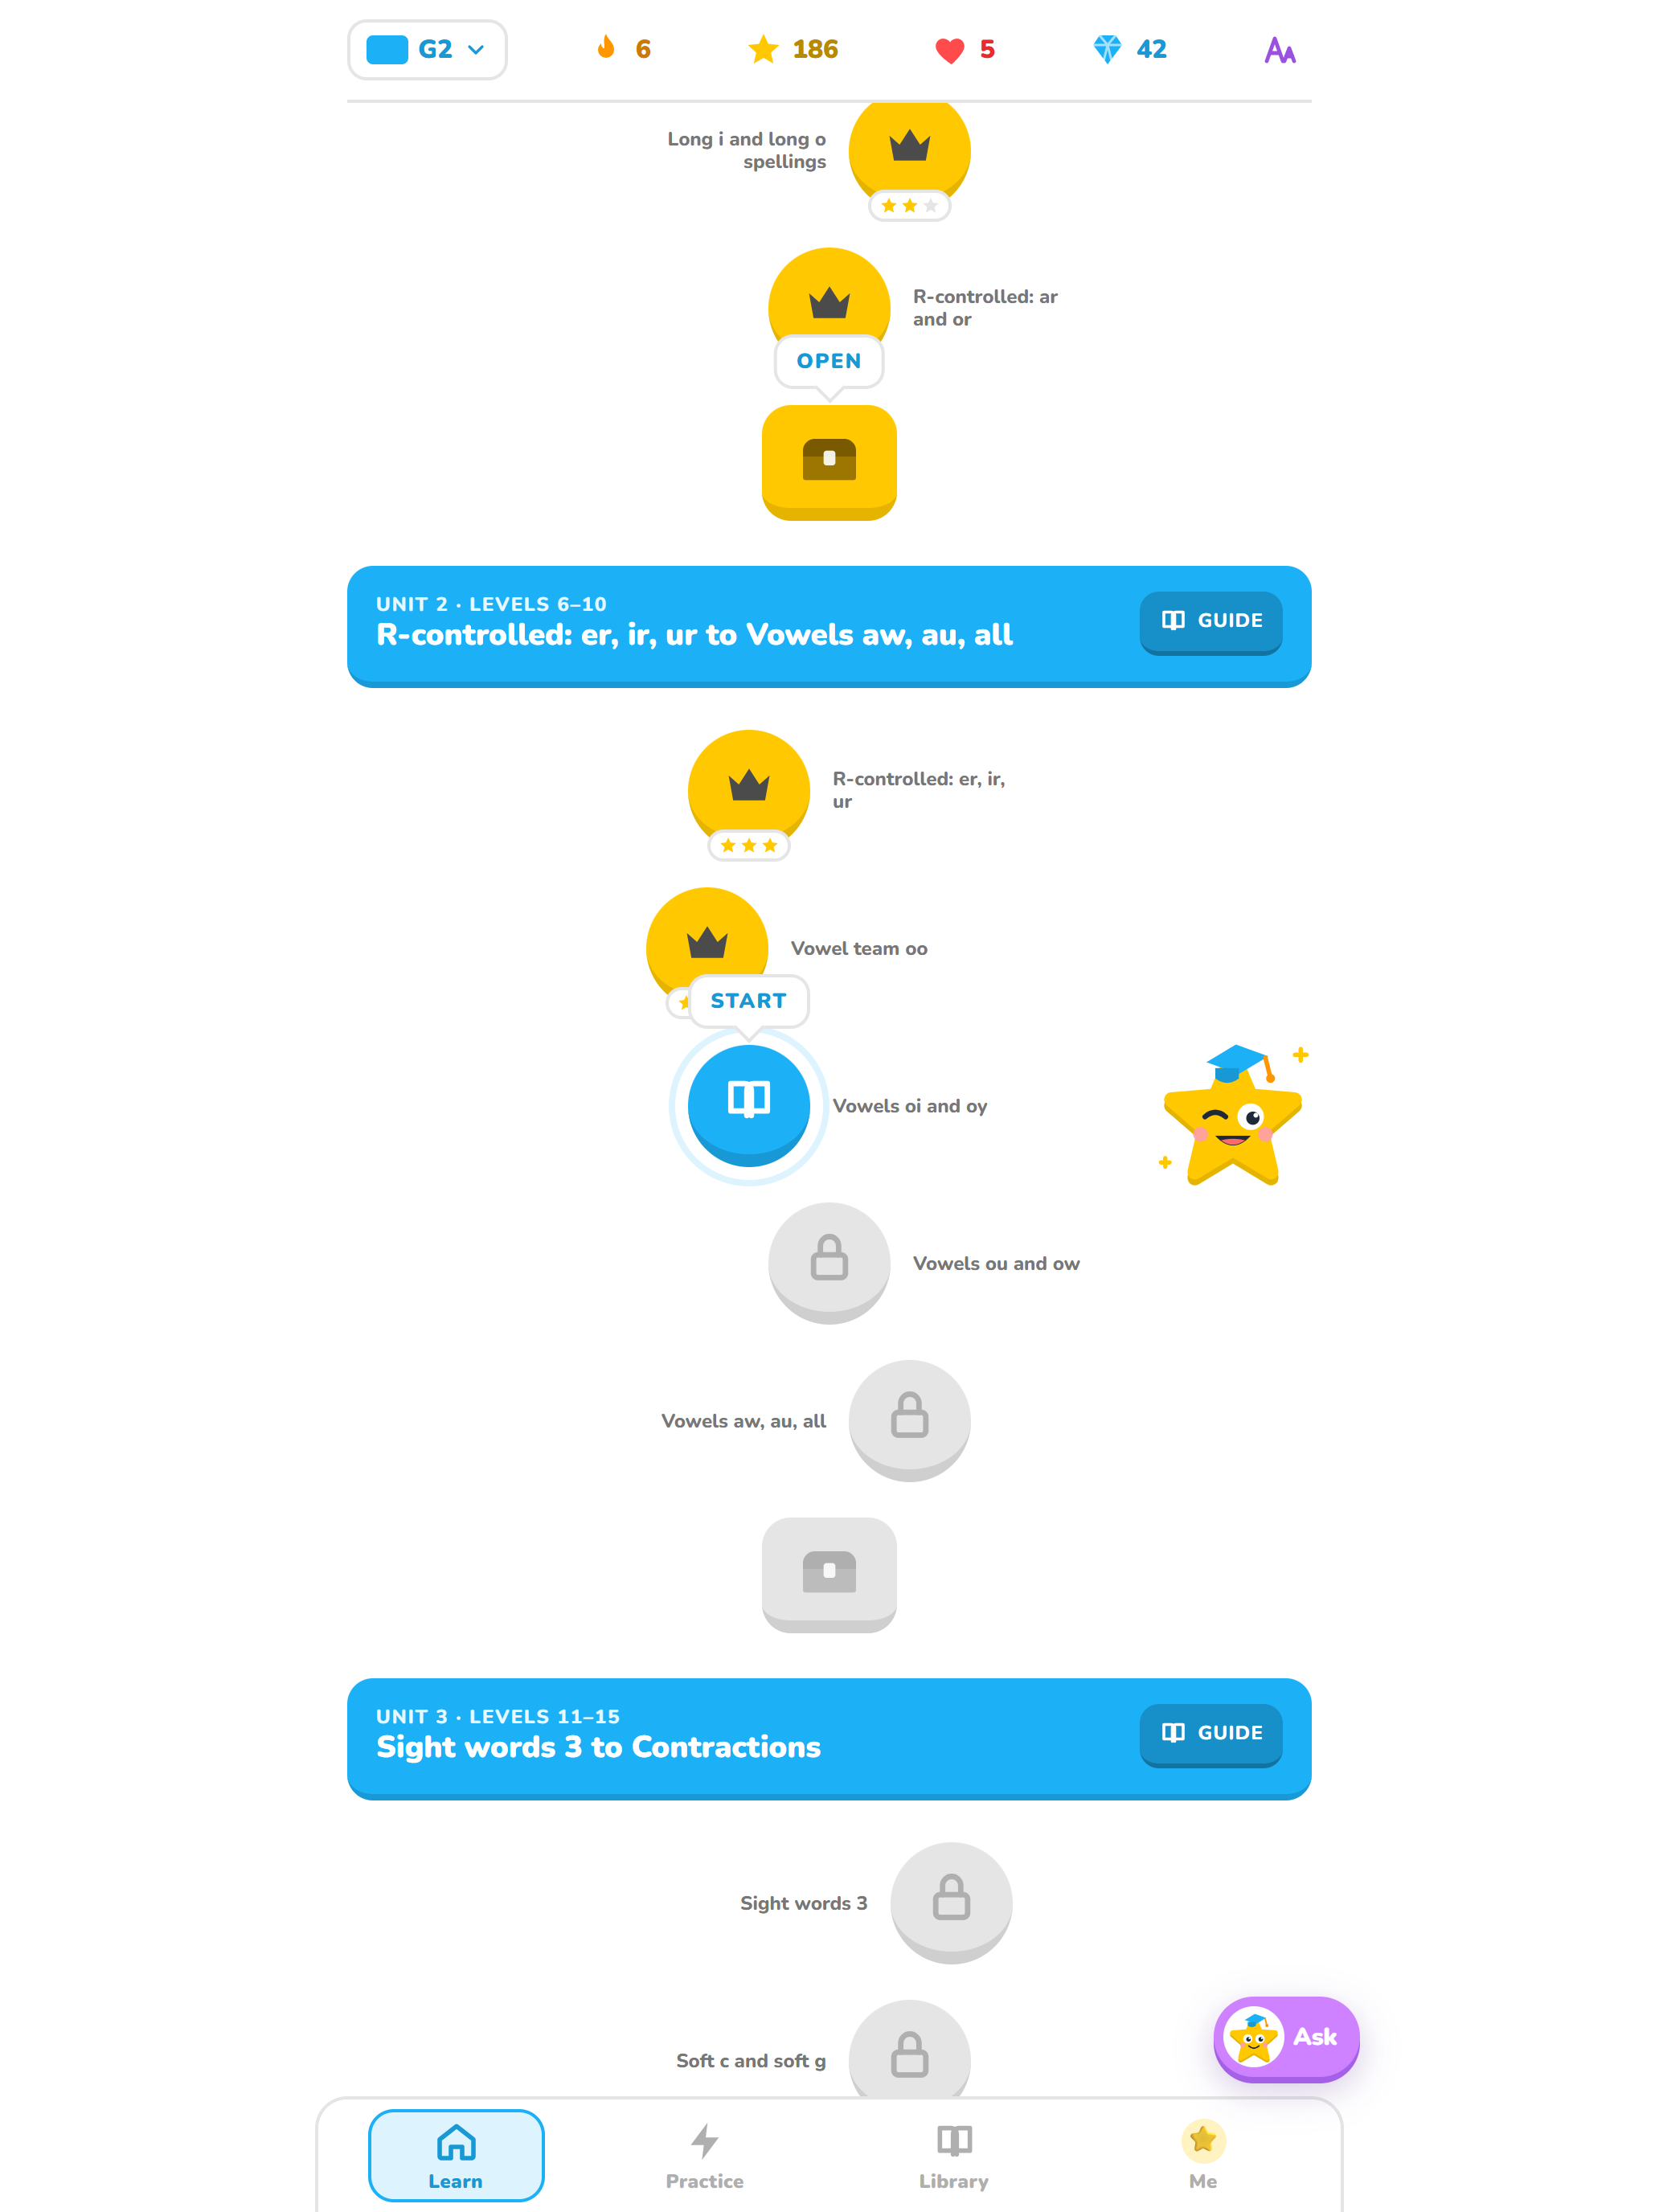 G2
6
186
5
42
AA
Long i and long o
spellings
R-controlled: ar
and or
OPEN
UNIT 2 · LEVELS 6–10
R-controlled: er, ir, ur to Vowels aw, au, all
GUIDE
R-controlled: er, ir,
ur
Vowel team oo
START
Vowels oi and oy
Vowels ou and ow
Vowels aw, au, all
UNIT 3 · LEVELS 11–15
Sight words 3 to Contractions
GUIDE
Sight words 3
Soft c and soft g
Ask
Learn
Practice
Library
Me